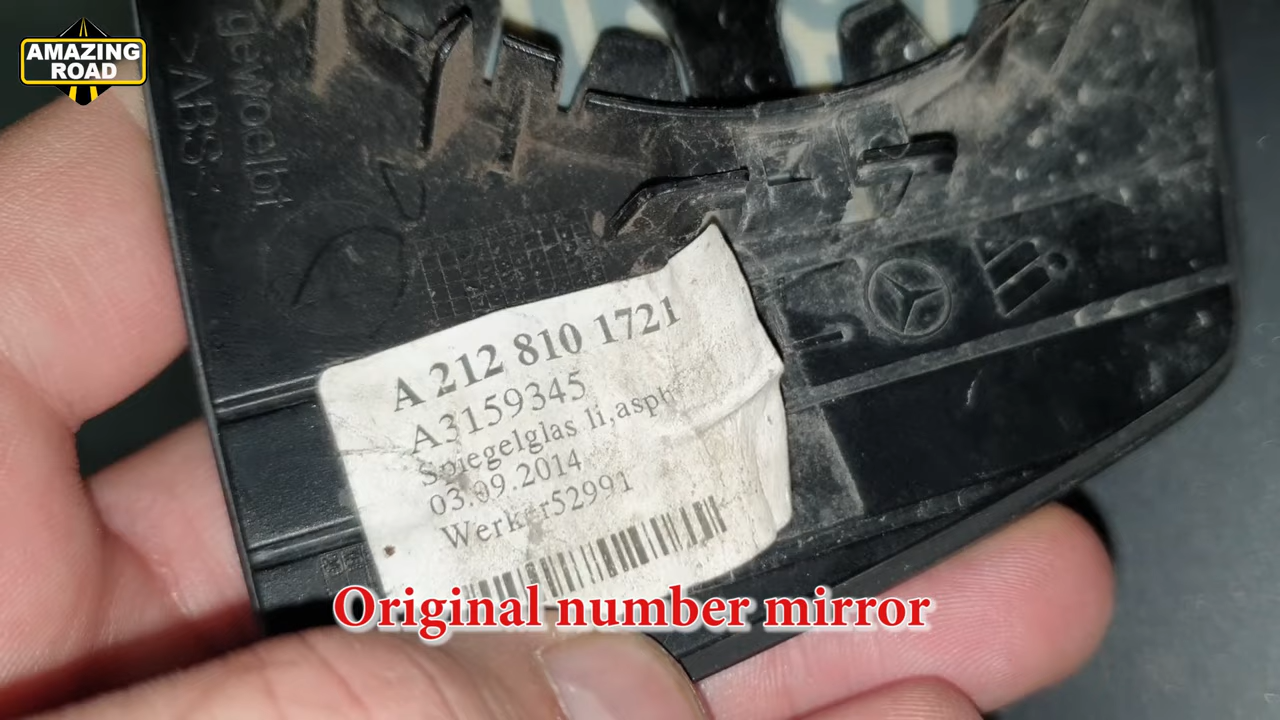 AMAZING
ROAD
gewoelbt
>ABS
A 212 810 1721
A3159345
Spiegelglas li,asph
03.09.2014
Werker52991
Original number mirror